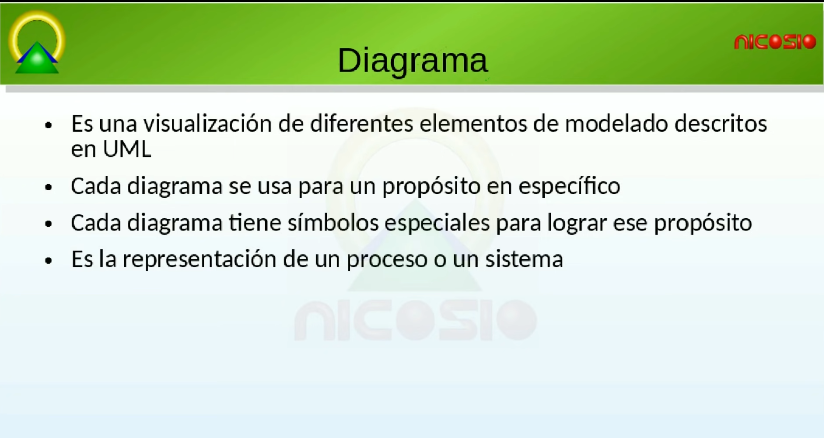 Diagrama
NICOSIO
• Es una visualización de diferentes elementos de modelado descritos
en UML
• Cada diagrama se usa para un propósito en específico
• Cada diagrama tiene símbolos especiales para lograr ese propósito
• Es la representación de un proceso o un sistema
NICOSIO